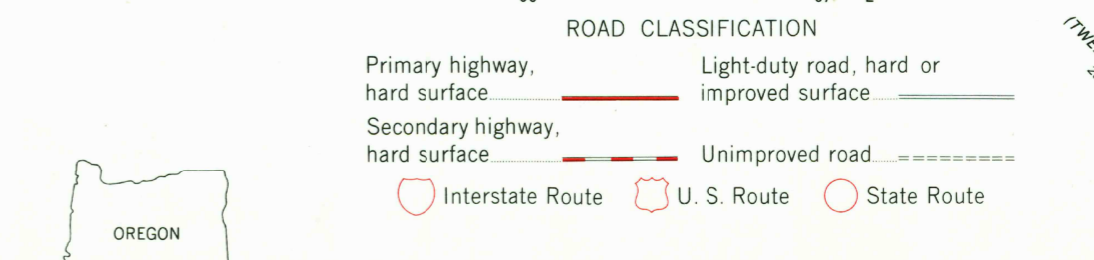 ROAD CLASSIFICATION
Primary highway,
hard surface
Light-duty road, hard or
improved surface
Secondary highway,
hard surface
Unimproved road
Interstate Route
U. S. Route
State Route
OREGON